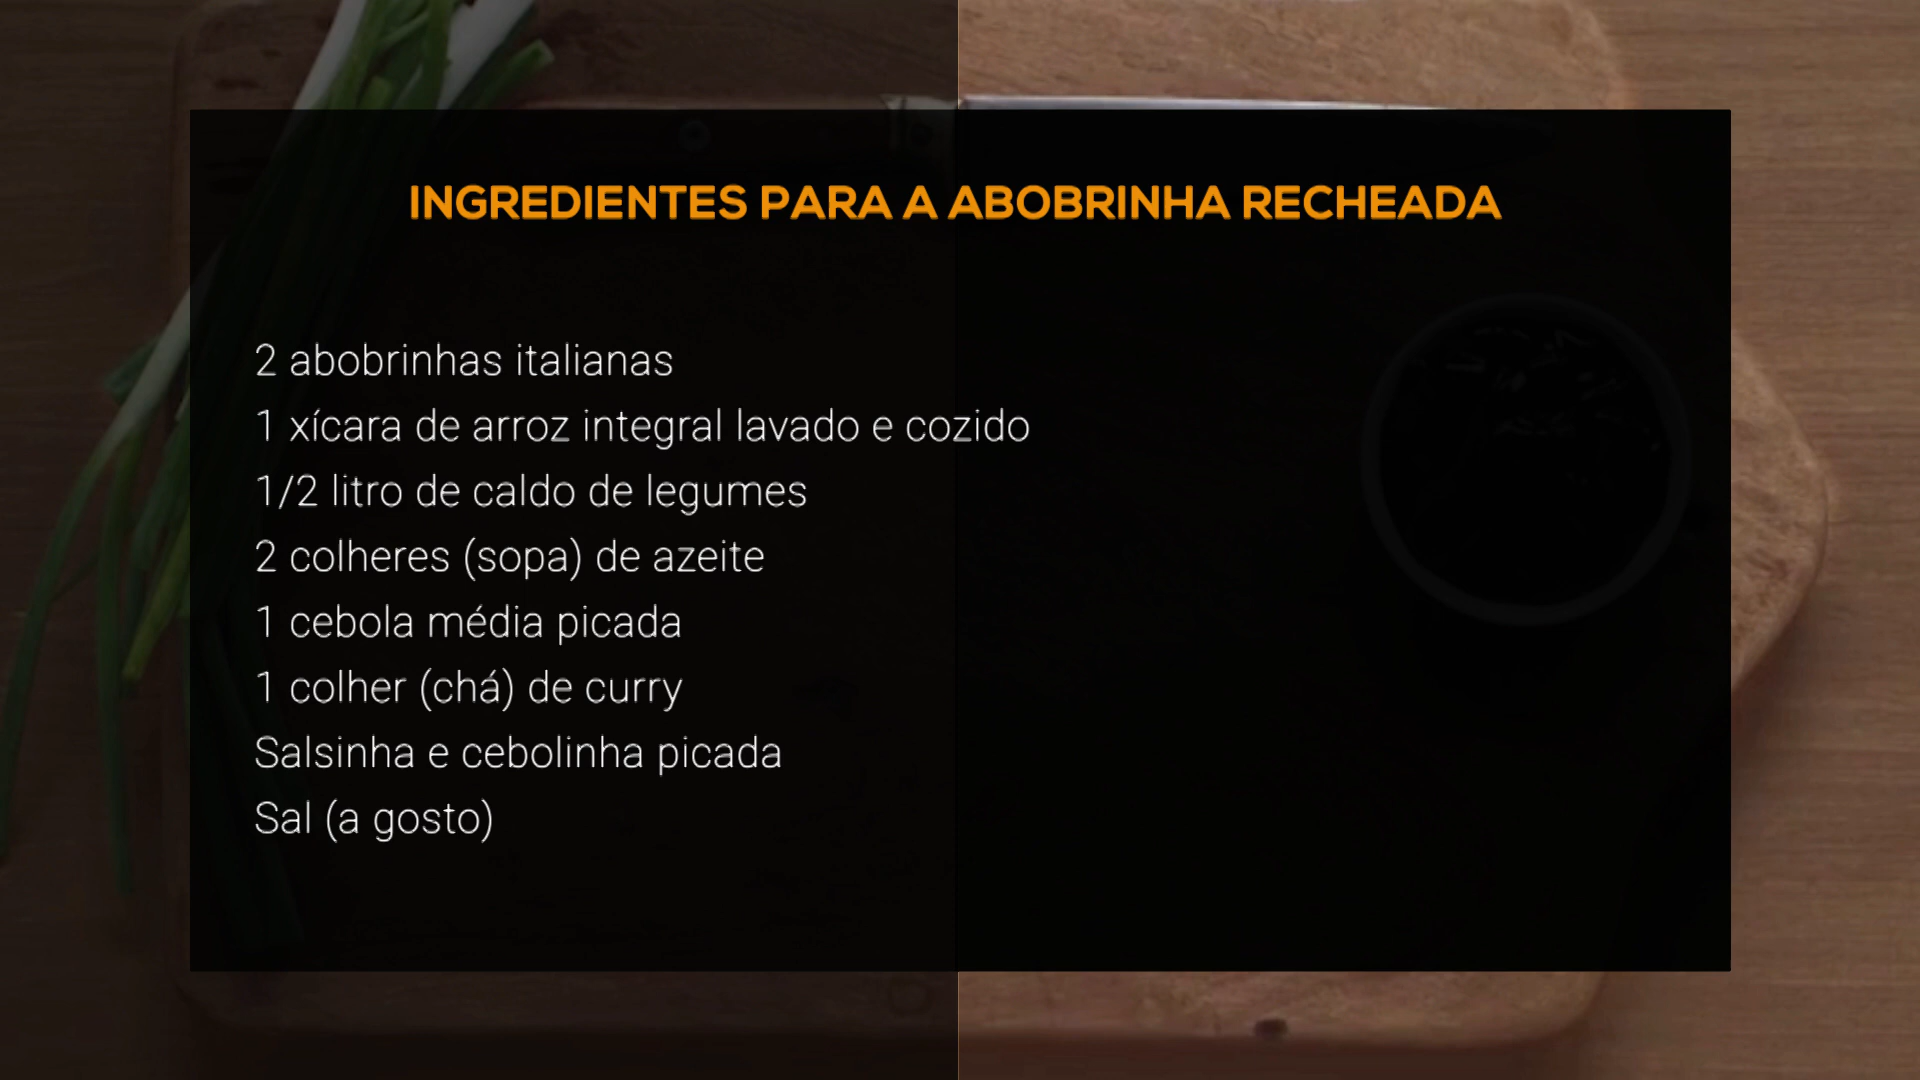 INGREDIENTES PARA A ABOBRINHA RECHEADA
2 abobrinhas italianas
1 xícara de arroz integral lavado e cozido
1/2 litro de caldo de legumes
2 colheres (sopa) de azeite
1 cebola média picada
1 colher (chá) de curry
Salsinha e cebolinha picada
Sal (a gosto)